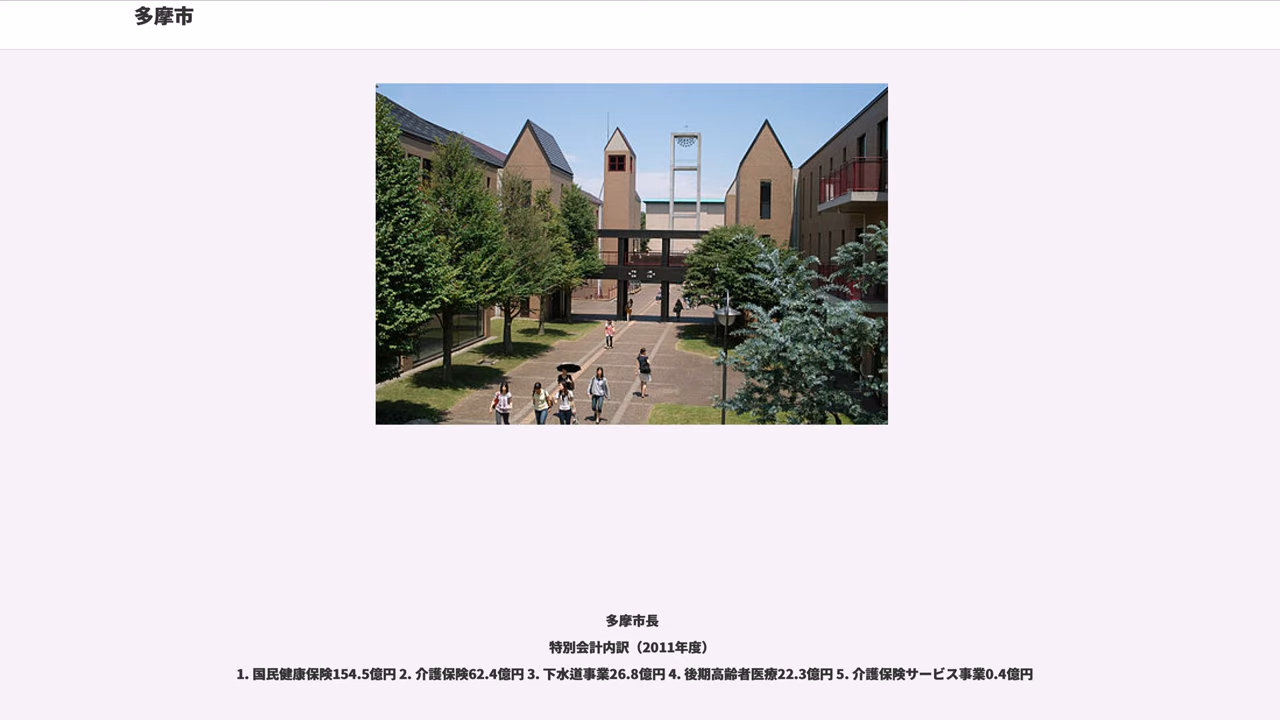 多摩市
多摩市長
特別会計内訳（2011年度）
1. 国民健康保険154.5億円 2. 介護保険62.4億円 3. 下水道事業26.8億円 4. 後期高齢者医療22.3億円 5. 介護保険サービス事業0.4億円